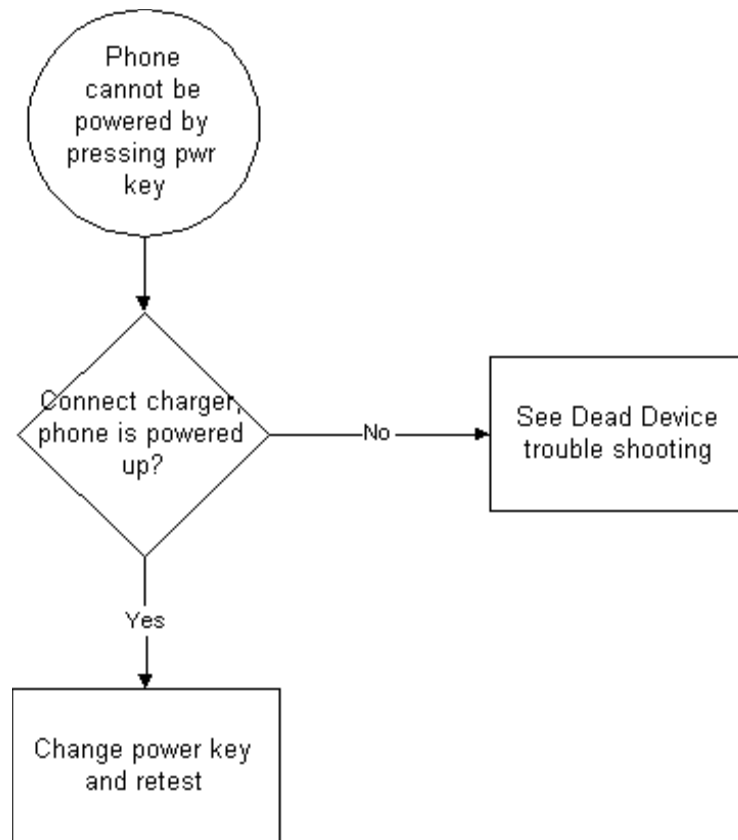 Phone
cannot be
powered by
pressing pwr
key
Connect charger,
phone is powered
up?
No
See Dead Device
trouble shooting
Yes
Change power key
and retest